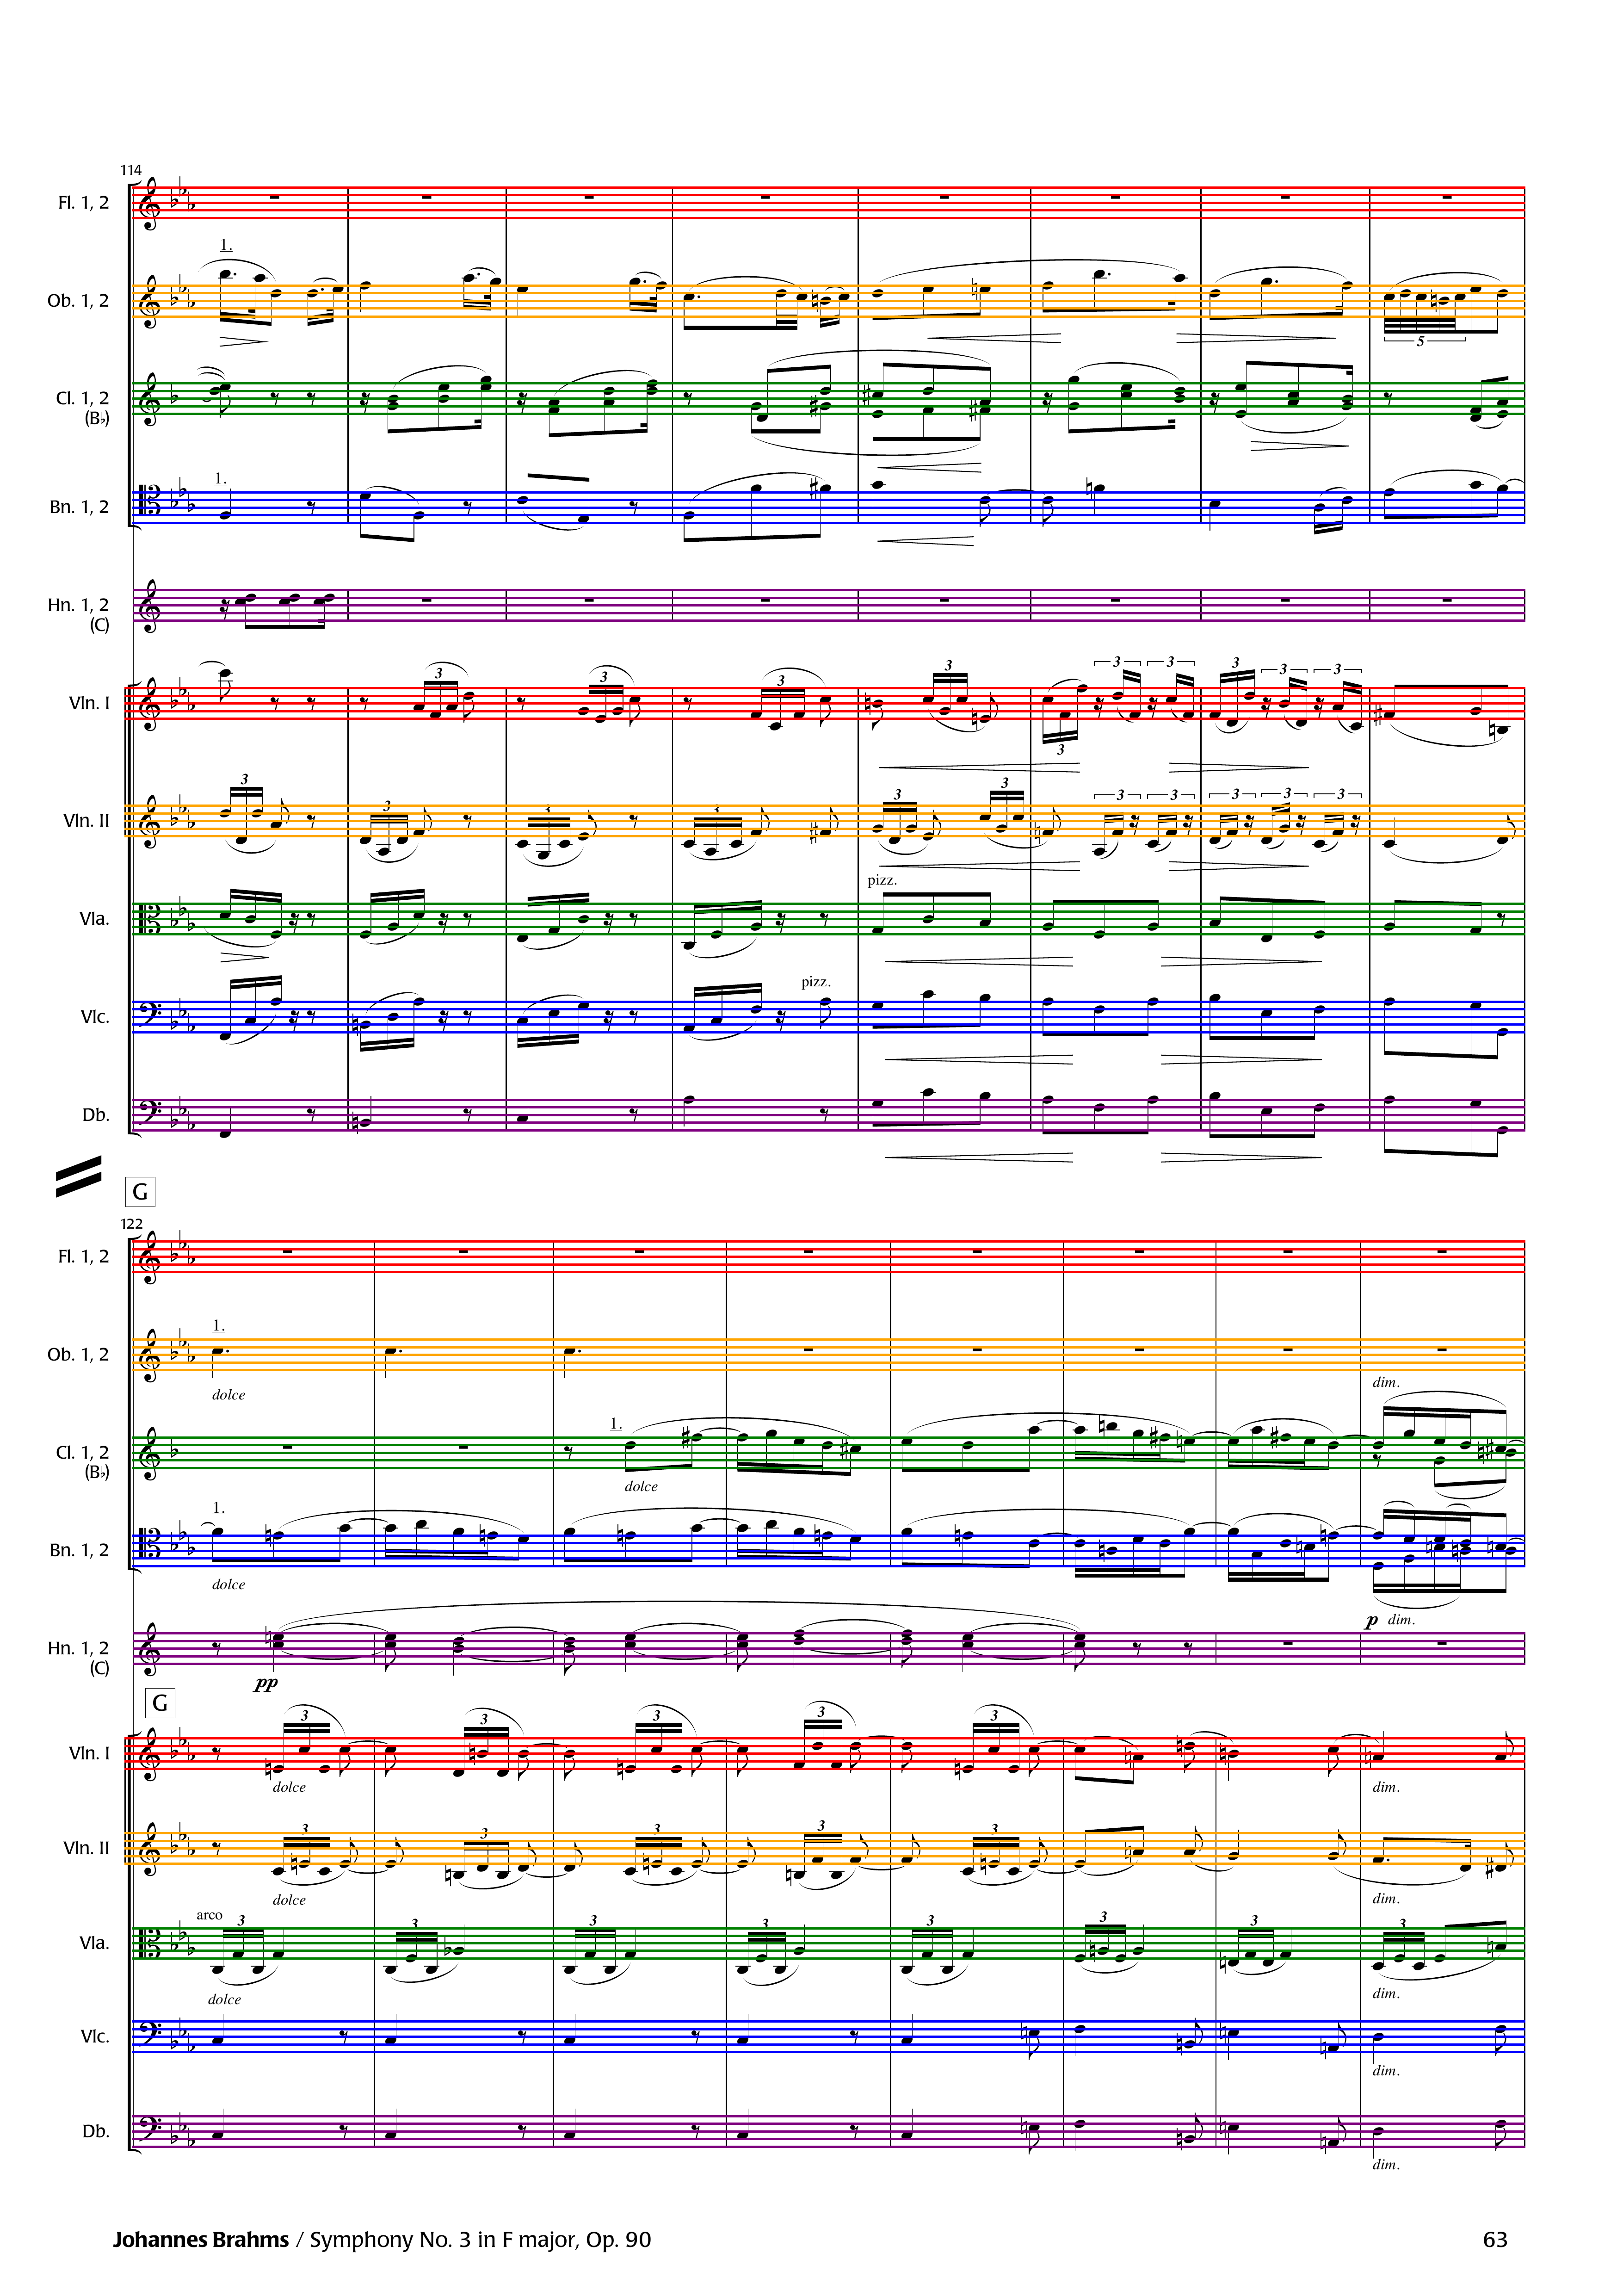 114
Fl. 1, 2
1.
Ob. 1, 2
Cl. 1, 2
(B♭)
5
1.
Bn. 1, 2
Hn. 1, 2
(C)
3 3 3 3 3 3 3 3 3 3
Vln. I
3
3 3 3 3 3 3 3 3 3 3 3
Vln. II
pizz.
Vla.
pizz.
Vlc.
Db.
G
122
Fl. 1, 2
1.
Ob. 1, 2
dolce dim.
1.
Cl. 1, 2
(B♭)
dolce
1.
Bn. 1, 2
dolce
p dim.
Hn. 1, 2
(C)
pp
G
3 3 3 3 3
Vln. I
dolce dim.
3 3 3 3 3
Vln. II
dolce dim.
arco
3 3 3 3 3 3 3 3
Vla.
dolce dim.
Vlc.
dim.
Db.
dim.
Johannes Brahms / Symphony No. 3 in F major, Op. 90 63